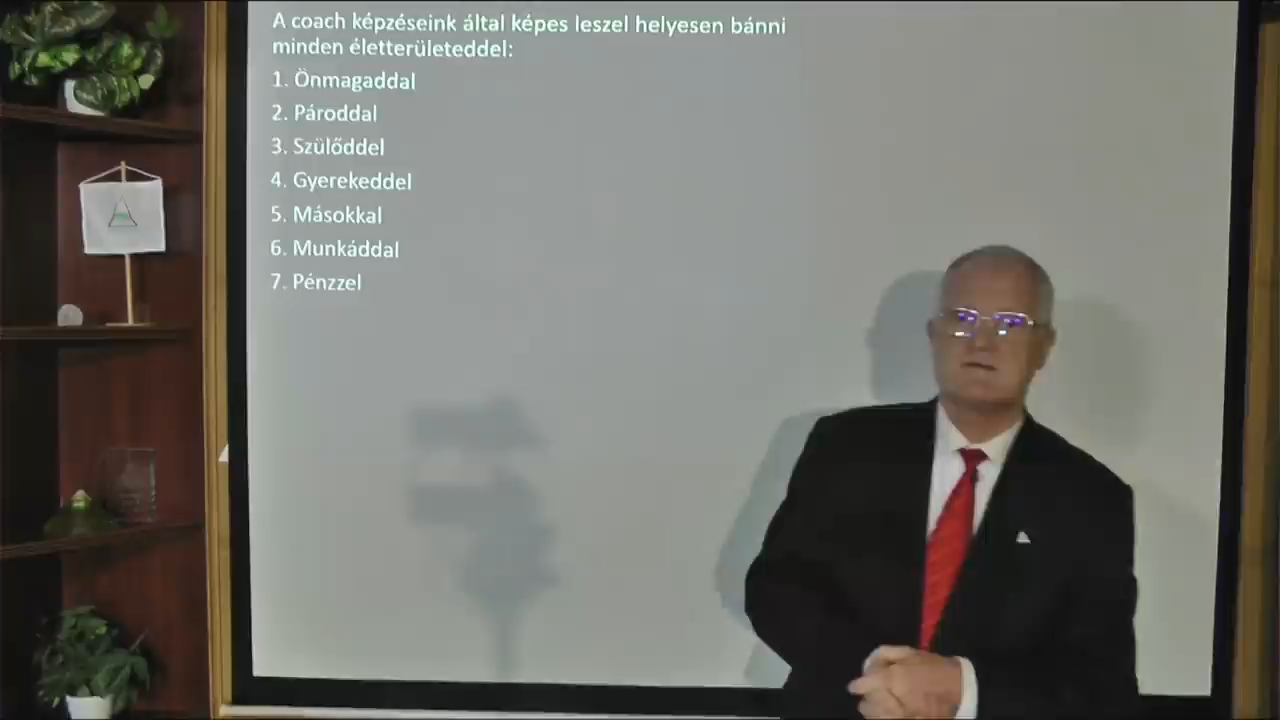 A coach képzéseink által képes leszel helyesen bánni
minden életterületeddel:
1. Önmagaddal
2. Pároddal
3. Szülőddel
4. Gyerekeddel
5. Másokkal
6. Munkáddal
7. Pénzzel